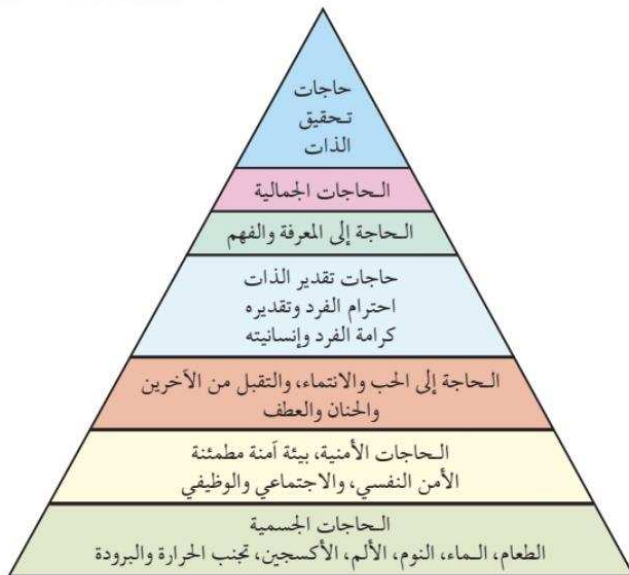 حاجات
تحقيق
الذات
الحاجات الجمالية
الحاجة إلى المعرفة والفهم
حاجات تقدير الذات
احترام الفرد وتقديره
كرامة الفرد وإنسانيته
الحاجة إلى الحب والانتماء، والتقبل من الآخرين
والحنان والعطف
الحاجات الأمنية، بيئة آمنة مطمئنة
الأمن النفسي، والاجتماعي والوظيفي
الحاجات الجسمية
الطعام، الماء، النوم، الألم، الأكسجين، تجنب الحرارة والبرودة